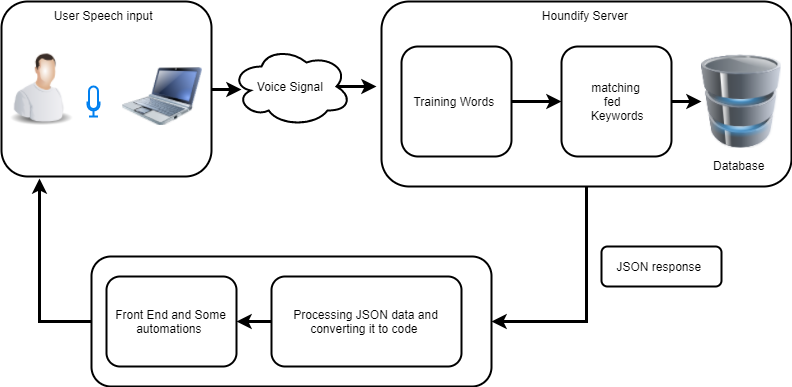 User Speech input
Houndify Server
Voice Signal
Training Words
matching
fed
Keywords
Database
JSON response
Front End and Some
automations
Processing JSON data and
converting it to code